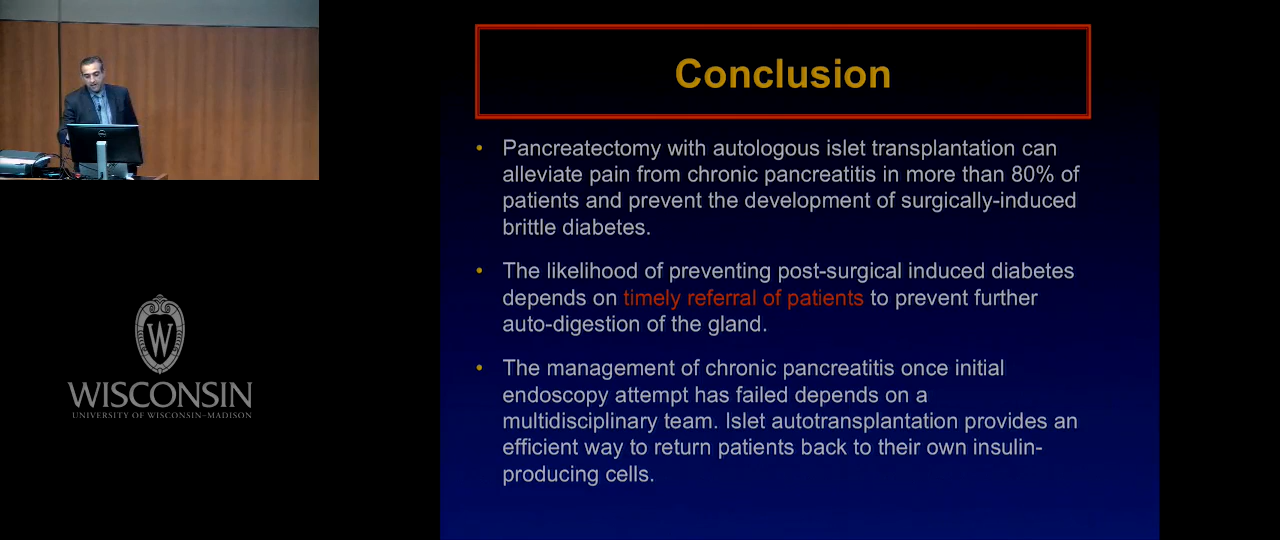 Conclusion
• Pancreatectomy with autologous islet transplantation can
alleviate pain from chronic pancreatitis in more than 80% of
patients and prevent the development of surgically-induced
brittle diabetes.
• The likelihood of preventing post-surgical induced diabetes
depends on timely referral of patients to prevent further
auto-digestion of the gland.
• The management of chronic pancreatitis once initial
endoscopy attempt has failed depends on a
multidisciplinary team. Islet autotransplantation provides an
efficient way to return patients back to their own insulin-
producing cells.
W
WISCONSIN
UNIVERSITY OF WISCONSIN–MADISON